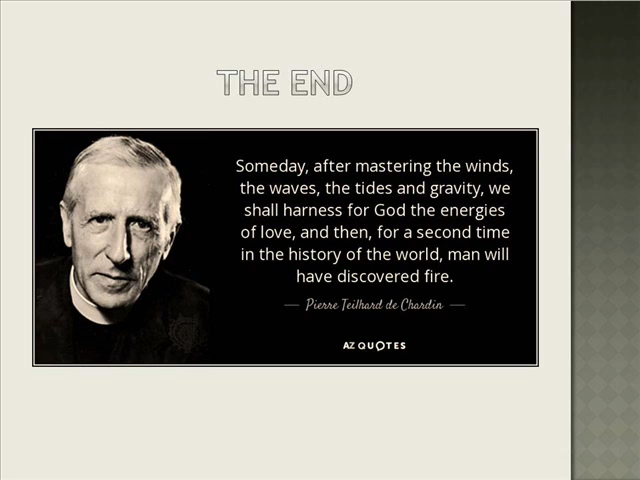 THE END
Someday, after mastering the winds,
the waves, the tides and gravity, we
shall harness for God the energies
of love, and then, for a second time
in the history of the world, man will
have discovered fire.
— Pierre Teilhard de Chardin —
AZ QUOTES